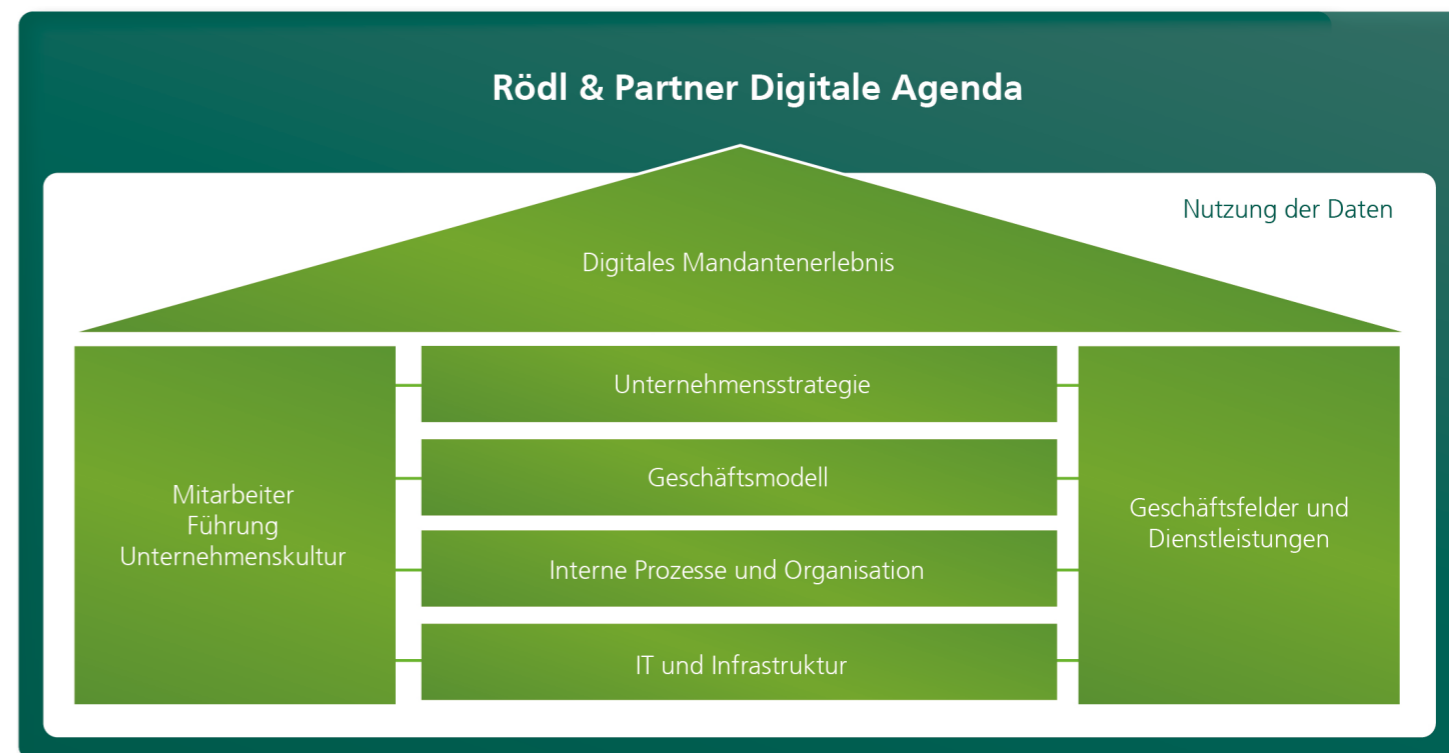 Rödl & Partner Digitale Agenda
Nutzung der Daten
Digitales Mandantenerlebnis
Mitarbeiter
Führung
Unternehmenskultur
Unternehmensstrategie
Geschäftsmodell
Interne Prozesse und Organisation
IT und Infrastruktur
Geschäftsfelder und
Dienstleistungen